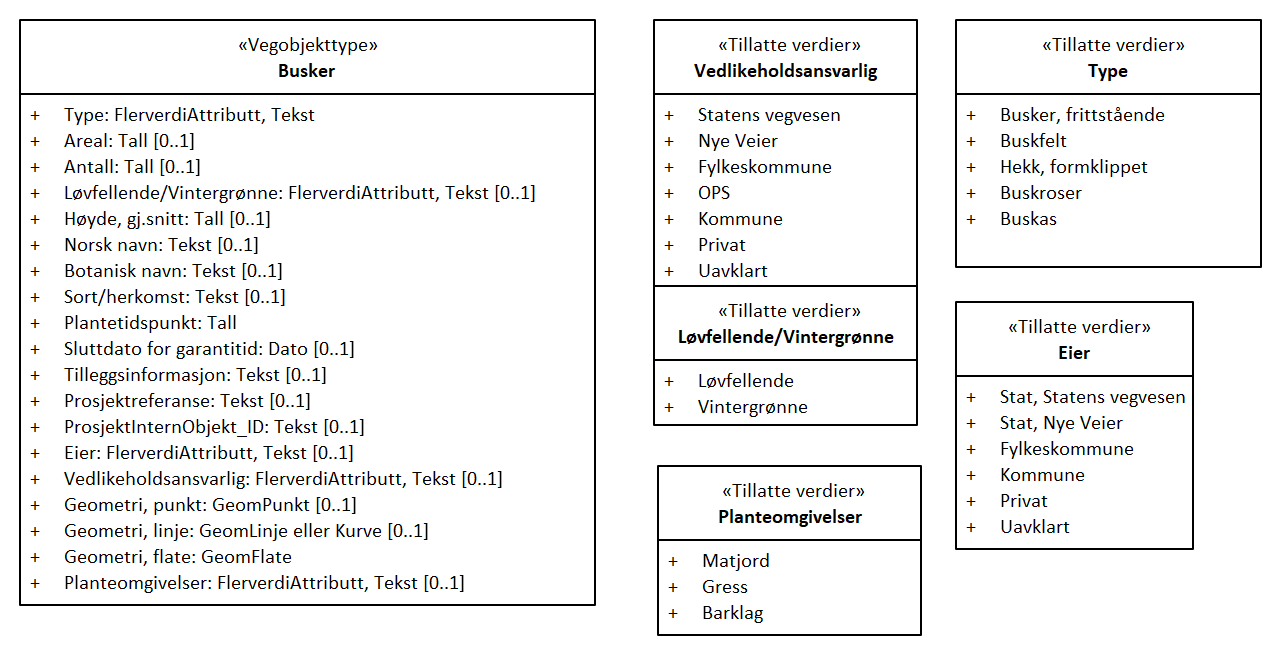 «Vegobjekttype»
Busker
+ Type: FlerverdiAttributt, Tekst
+ Areal: Tall [0..1]
+ Antall: Tall [0..1]
+ Løvfellende/Vintergrønne: FlerverdiAttributt, Tekst [0..1]
+ Høyde, gj.snitt: Tall [0..1]
+ Norsk navn: Tekst [0..1]
+ Botanisk navn: Tekst [0..1]
+ Sort/herkomst: Tekst [0..1]
+ Plantetidspunkt: Tall
+ Sluttdato for garantitid: Dato [0..1]
+ Tilleggsinformasjon: Tekst [0..1]
+ Prosjektreferanse: Tekst [0..1]
+ ProsjektInternObjekt_ID: Tekst [0..1]
+ Eier: FlerverdiAttributt, Tekst [0..1]
+ Vedlikeholdsansvarlig: FlerverdiAttributt, Tekst [0..1]
+ Geometri, punkt: GeomPunkt [0..1]
+ Geometri, linje: GeomLinje eller Kurve [0..1]
+ Geometri, flate: GeomFlate
+ Planteomgivelser: FlerverdiAttributt, Tekst [0..1]
«Tillatte verdier»
Vedlikeholdsansvarlig
+ Statens vegvesen
+ Nye Veier
+ Fylkeskommune
+ OPS
+ Kommune
+ Privat
+ Uavklart
«Tillatte verdier»
Løvfellende/Vintergrønne
+ Løvfellende
+ Vintergrønne
«Tillatte verdier»
Planteomgivelser
+ Matjord
+ Gress
+ Barklag
«Tillatte verdier»
Type
+ Busker, frittstående
+ Buskfelt
+ Hekk, formklippet
+ Buskroser
+ Buskas
«Tillatte verdier»
Eier
+ Stat, Statens vegvesen
+ Stat, Nye Veier
+ Fylkeskommune
+ Kommune
+ Privat
+ Uavklart